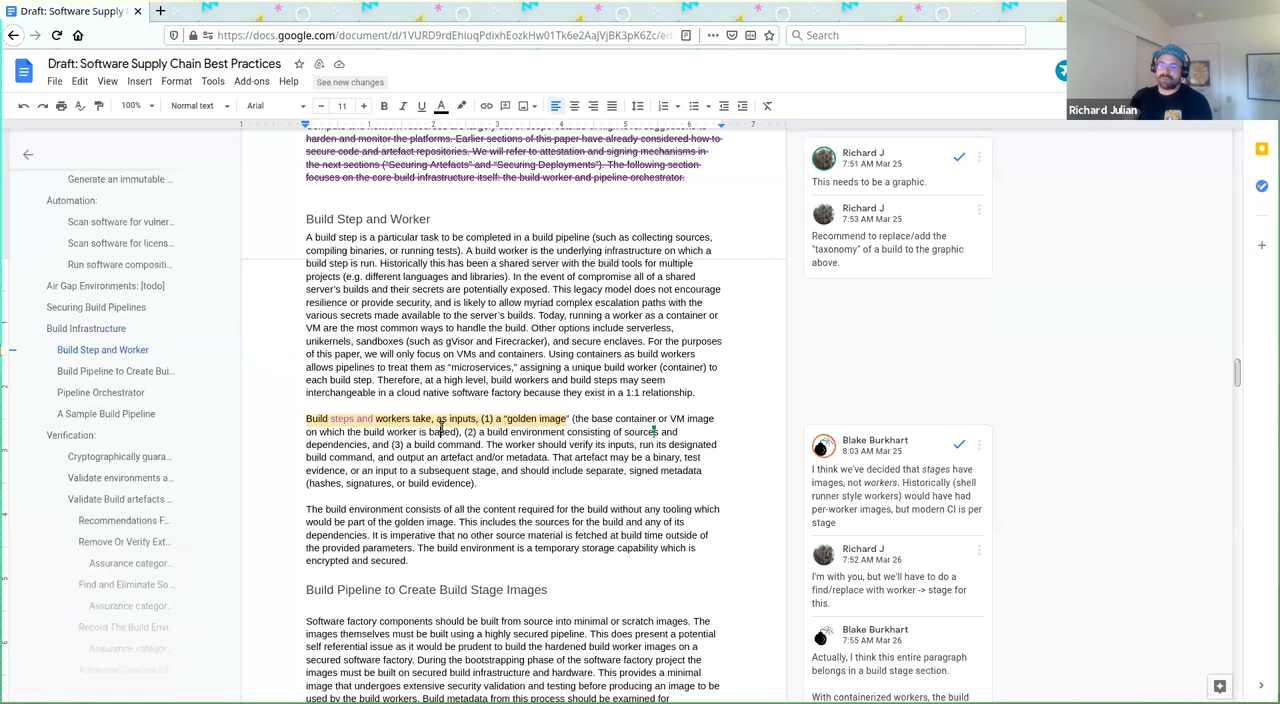 Draft: Software Supply C
https://docs.google.com/document/d/1VURD9rdEhiuqPdixhEozkHw01Tk6e2AaJVjBK3pK6Zc/ed
Search
Draft: Software Supply Chain Best Practices
File Edit View Insert Format Tools Add-ons Help See new changes
100% Normal text Arial 11
Richard Julian
1 1 2 3 4 5 6 7
harden and monitor the platforms. Earlier sections of this paper have already considered how to
secure code and artefact repositories. We will refer to attestation and signing mechanisms in
the next sections ("Securing Artefacts" and "Securing Deployments"). The following section
focuses on the core build infrastructure itself: the build worker and pipeline orchestrator.
Generate an immutable ...
Automation:
Scan software for vulner...
Scan software for licens...
Run software compositi...
Air Gap Environments: [todo]
Securing Build Pipelines
Build Infrastructure
Build Step and Worker
Build Pipeline to Create Bui...
Pipeline Orchestrator
A Sample Build Pipeline
Verification:
Cryptographically guara...
Validate environments a...
Validate Build artefacts ...
Recommendations F...
Remove Or Verify Ext...
Assurance categor...
Find and Eliminate So...
Assurance categor...
Record The Build Envi...
Assurance categor...
Build Step and Worker
A build step is a particular task to be completed in a build pipeline (such as collecting sources,
compiling binaries, or running tests). A build worker is the underlying infrastructure on which a
build step is run. Historically this has been a shared server with the build tools for multiple
projects (e.g. different languages and libraries). In the event of compromise all of a shared
server's builds and their secrets are potentially exposed. This legacy model does not encourage
resilience or provide security, and is likely to allow myriad complex escalation paths with the
various secrets made available to the server's builds. Today, running a worker as a container or
VM are the most common ways to handle the build. Other options include serverless,
unikernels, sandboxes (such as gVisor and Firecracker), and secure enclaves. For the purposes
of this paper, we will only focus on VMs and containers. Using containers as build workers
allows pipelines to treat them as "microservices," assigning a unique build worker (container) to
each build step. Therefore, at a high level, build workers and build steps may seem
interchangeable in a cloud native software factory because they exist in a 1:1 relationship.
Build steps and workers take, as inputs, (1) a "golden image" (the base container or VM image
on which the build worker is based), (2) a build environment consisting of sources and
dependencies, and (3) a build command. The worker should verify its inputs, run its designated
build command, and output an artefact and/or metadata. That artefact may be a binary, test
evidence, or an input to a subsequent stage, and should include separate, signed metadata
(hashes, signatures, or build evidence).
The build environment consists of all the content required for the build without any tooling which
would be part of the golden image. This includes the sources for the build and any of its
dependencies. It is imperative that no other source material is fetched at build time outside of
the provided parameters. The build environment is a temporary storage capability which is
encrypted and secured.
Build Pipeline to Create Build Stage Images
Software factory components should be built from source into minimal or scratch images. The
images themselves must be built using a highly secured pipeline. This does present a potential
self referential issue as it would be prudent to build the hardened build worker images on a
secured software factory. During the bootstrapping phase of the software factory project the
images must be built on secured build infrastructure and hardware. This provides a minimal
image that undergoes extensive security validation and testing before producing an image to be
used by the build workers. Build metadata from this process should be examined for
Richard J
7:51 AM Mar 25
This needs to be a graphic.
Richard J
7:53 AM Mar 25
Recommend to replace/add the
"taxonomy" of a build to the graphic
above.
Blake Burkhart
8:03 AM Mar 25
I think we've decided that stages have
images, not workers. Historically (shell
runner style workers) would have had
per-worker images, but modern CI is per
stage
Richard J
7:52 AM Mar 26
I'm with you, but we'll have to do a
find/replace with worker -> stage for
this.
Blake Burkhart
7:55 AM Mar 26
Actually, I think this entire paragraph
belongs in a build stage section.
With containerized workers, the build